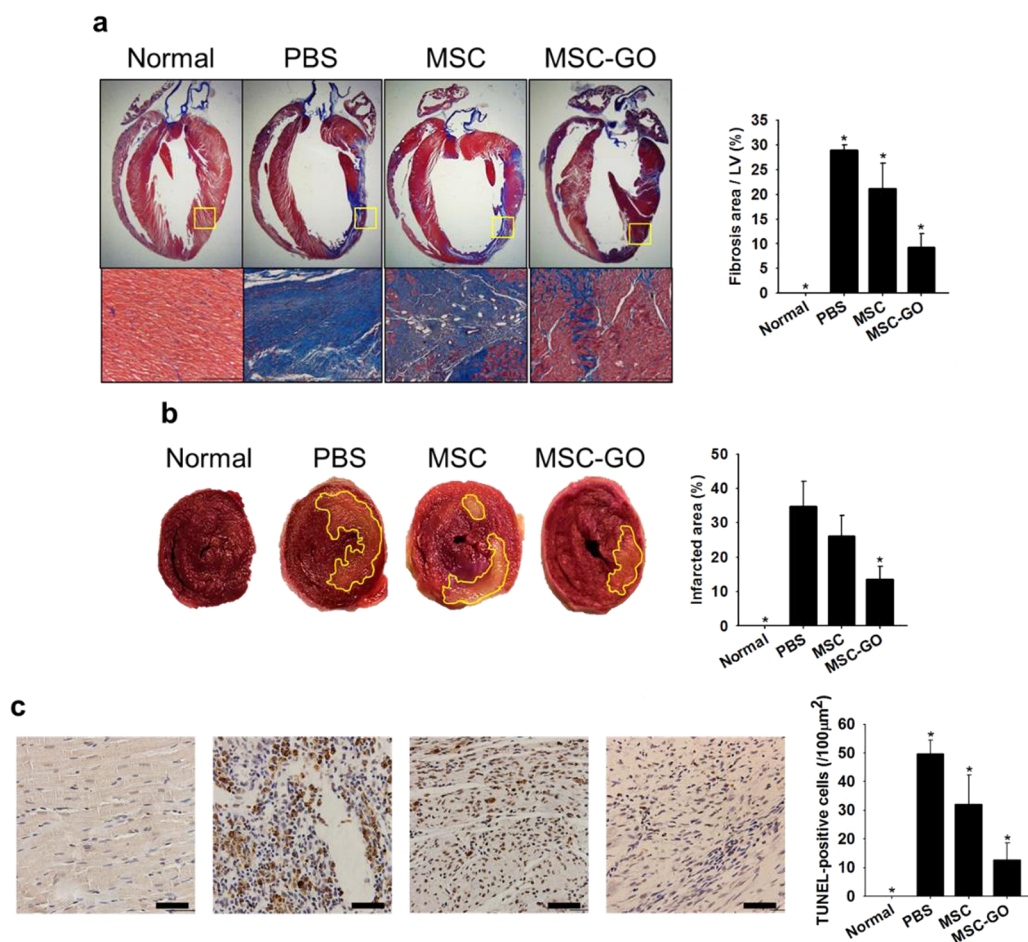 a
Normal PBS MSC MSC-GO
Fibrosis area / LV (%)
35
30
25
20
15
10
5
0
* * * *
Normal PBS MSC MSC-GO
b
Normal PBS MSC MSC-GO
Infarcted area (%)
50
40
30
20
10
0
* *
Normal PBS MSC MSC-GO
c
TUNEL-positive cells (/100μm²)
60
50
40
30
20
10
0
* * * *
Normal PBS MSC MSC-GO